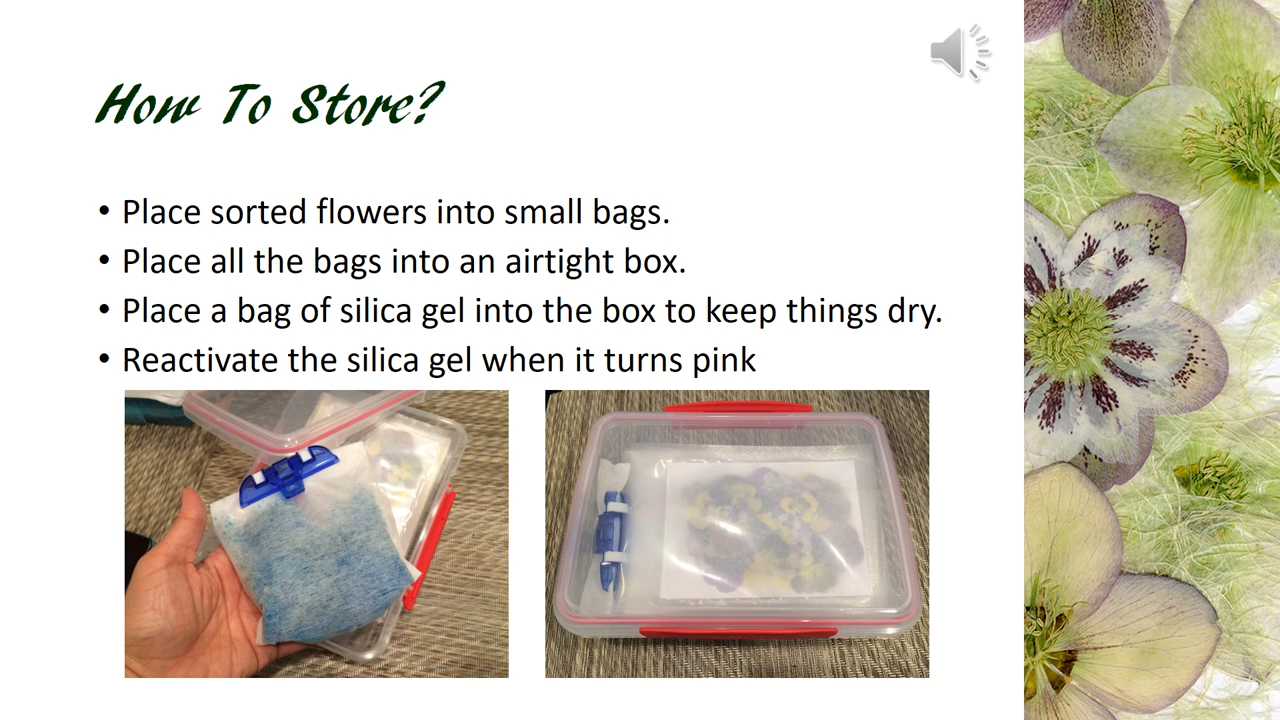 How To Store?
• Place sorted flowers into small bags.
• Place all the bags into an airtight box.
• Place a bag of silica gel into the box to keep things dry.
• Reactivate the silica gel when it turns pink